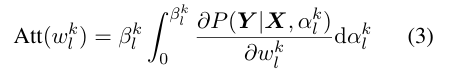 Att(w_l^k) = β_l^k ∫_0^{β_l^k} ∂P(Y|X, α_l^k) / ∂w_l^k dα_l^k (3)